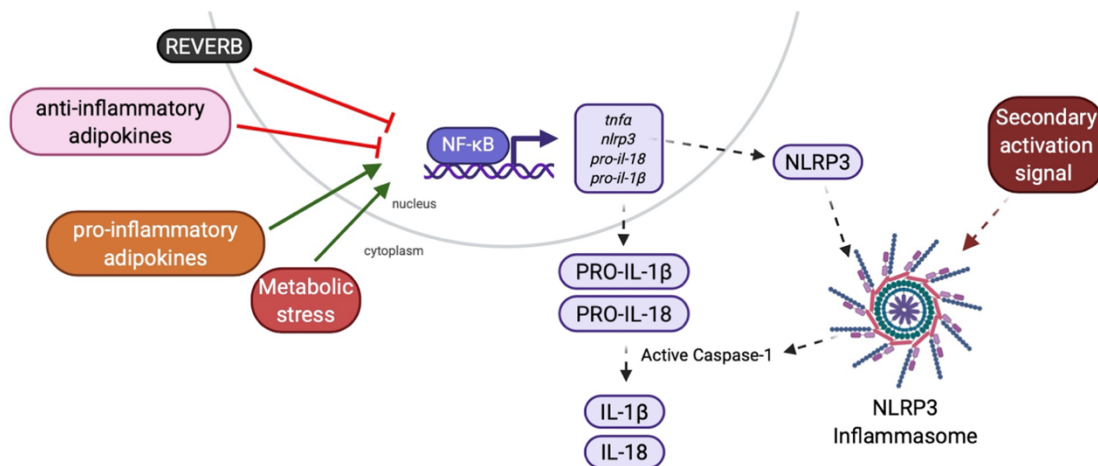 REVERB
anti-inflammatory
adipokines
pro-inflammatory
adipokines
Metabolic
stress
nucleus
cytoplasm
NF-κB
tnfα
nlrp3
pro-il-18
pro-il-1β
NLRP3
Secondary
activation
signal
PRO-IL-1β
PRO-IL-18
Active Caspase-1
IL-1β
IL-18
NLRP3
Inflammasome